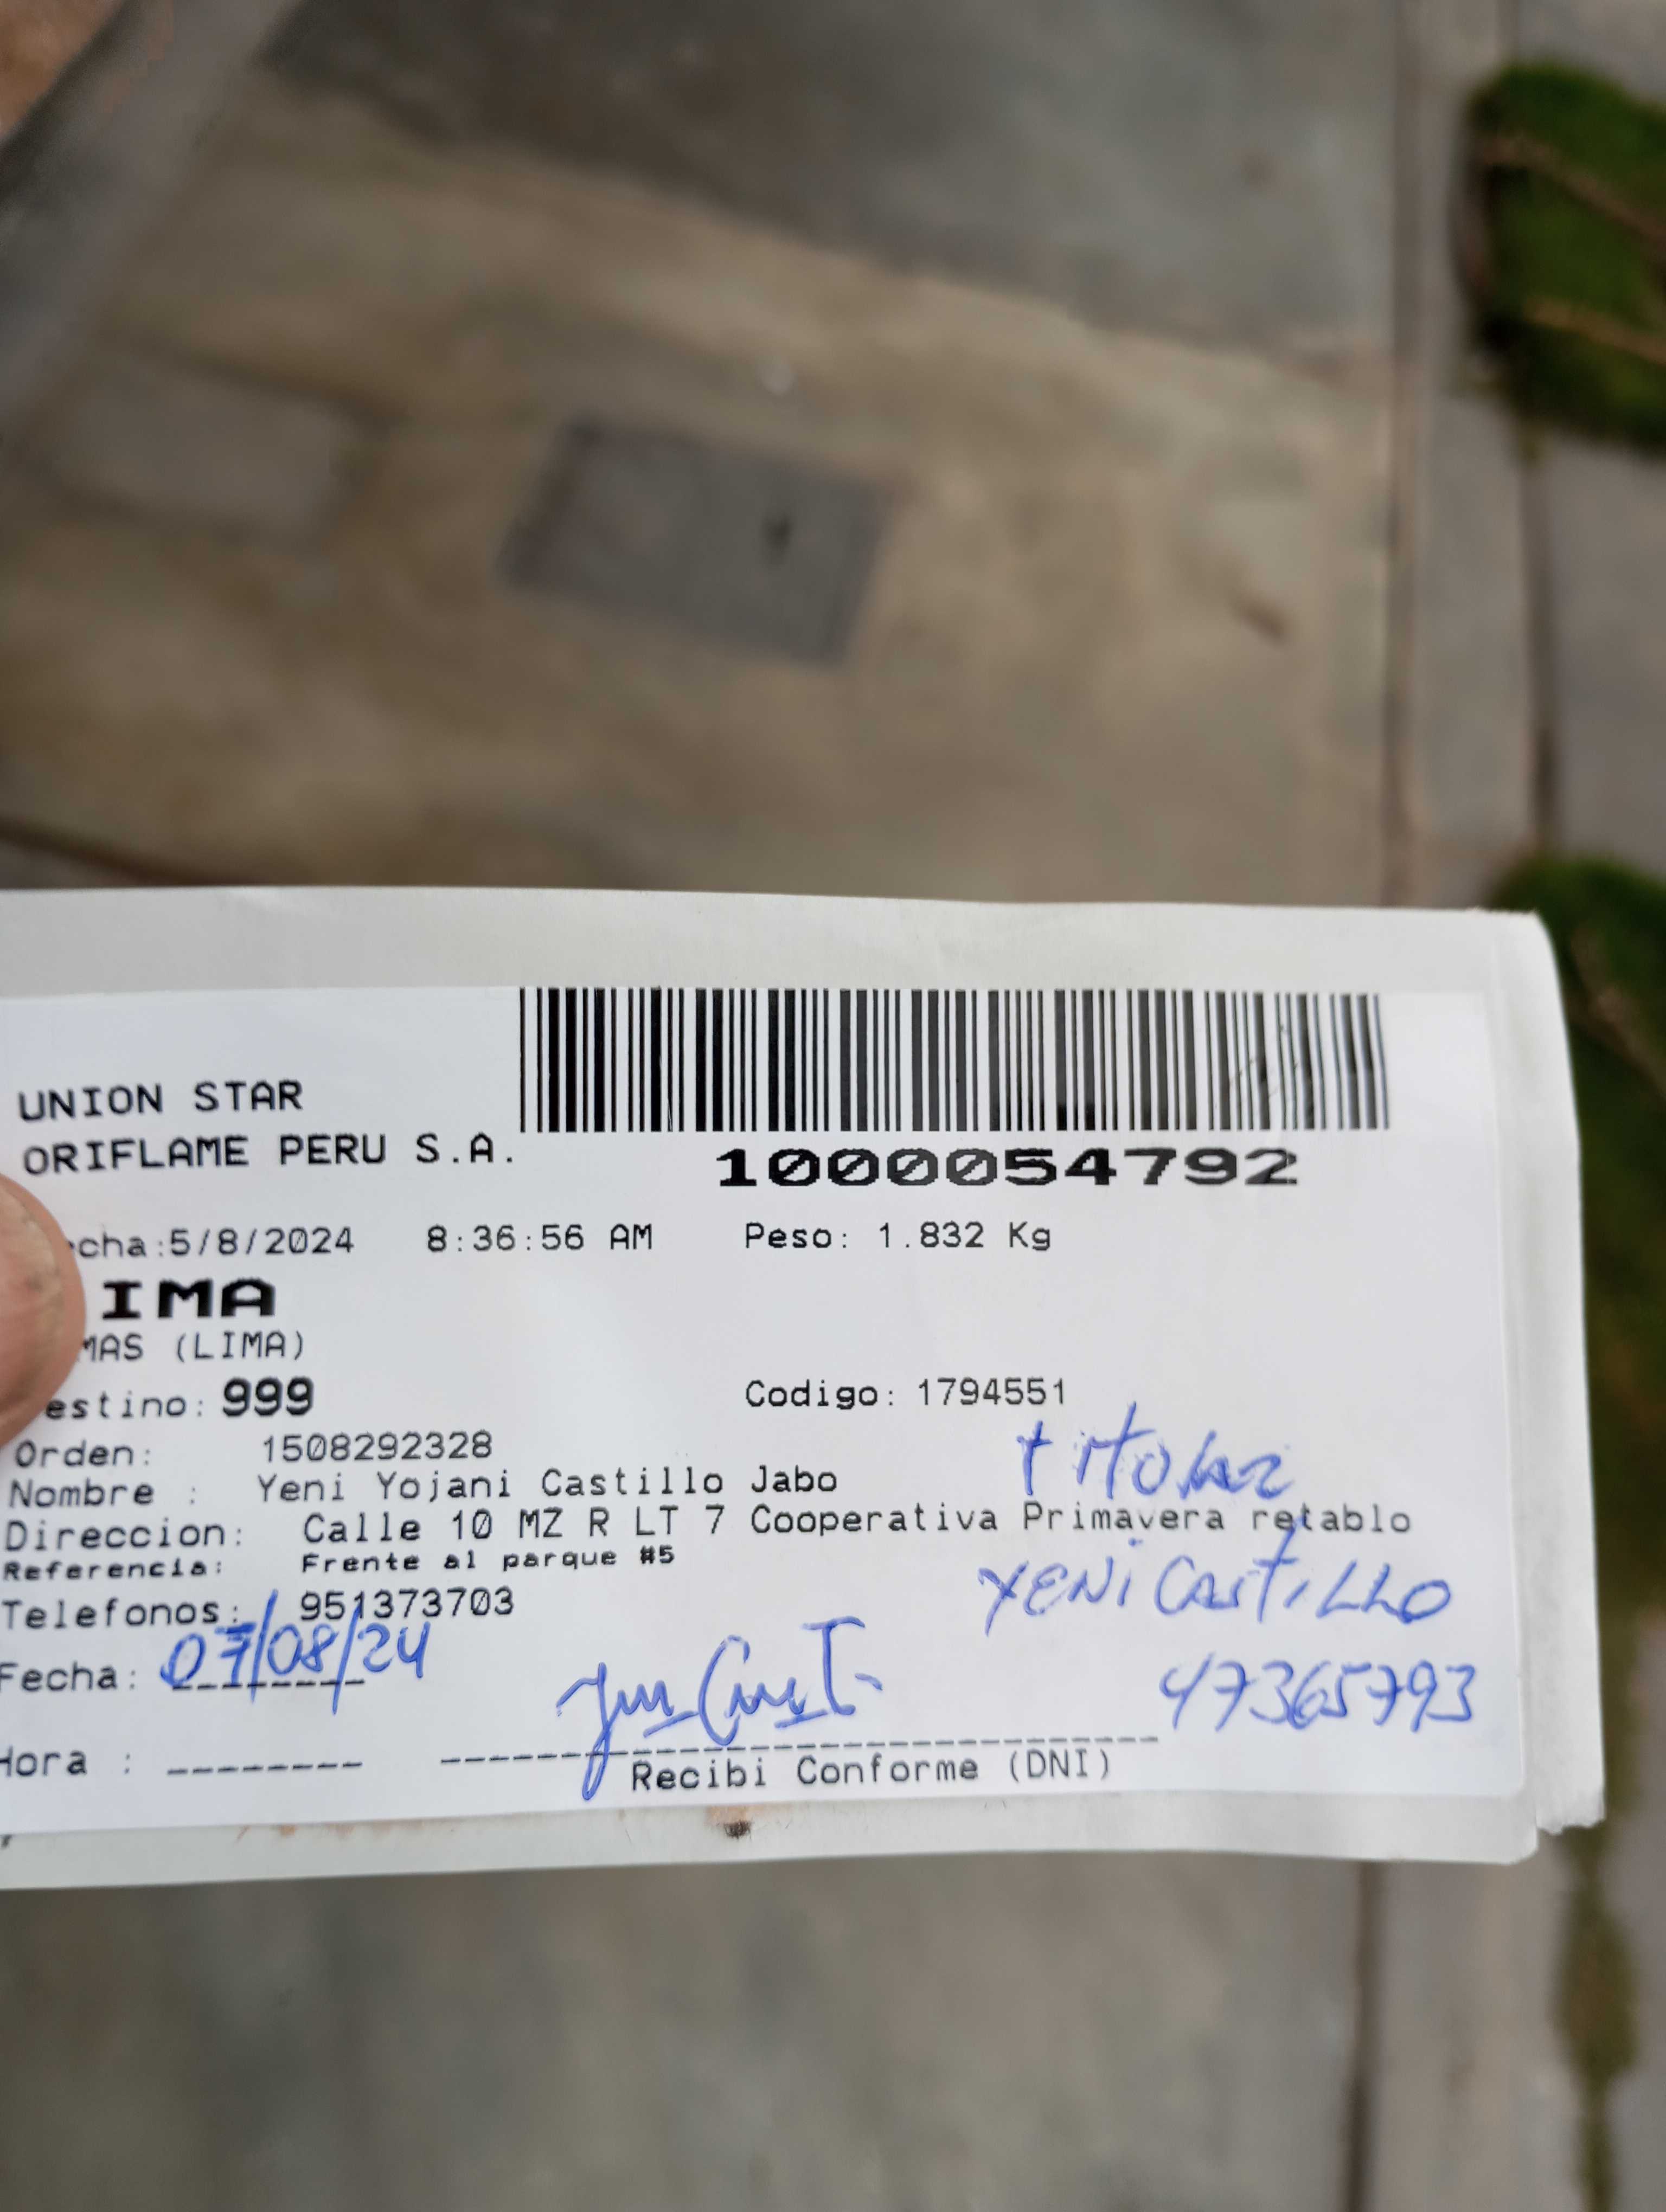 UNION STAR
ORIFLAME PERU S.A.
1000054792
cha:5/8/2024 8:36:56 AM Peso: 1.832 Kg
IMA
MAS (LIMA)
estino: 999 Codigo: 1794551
Orden: 1508292328
titular
Nombre : Yeni Yojani Castillo Jabo
Direccion: Calle 10 MZ R LT 7 Cooperativa Primavera retablo
Referencia: Frente al parque #5
YENi CASTiLLO
Telefonos: 951373703
Fecha: 07/08/24
47365793
Hora :
Recibi Conforme (DNI)